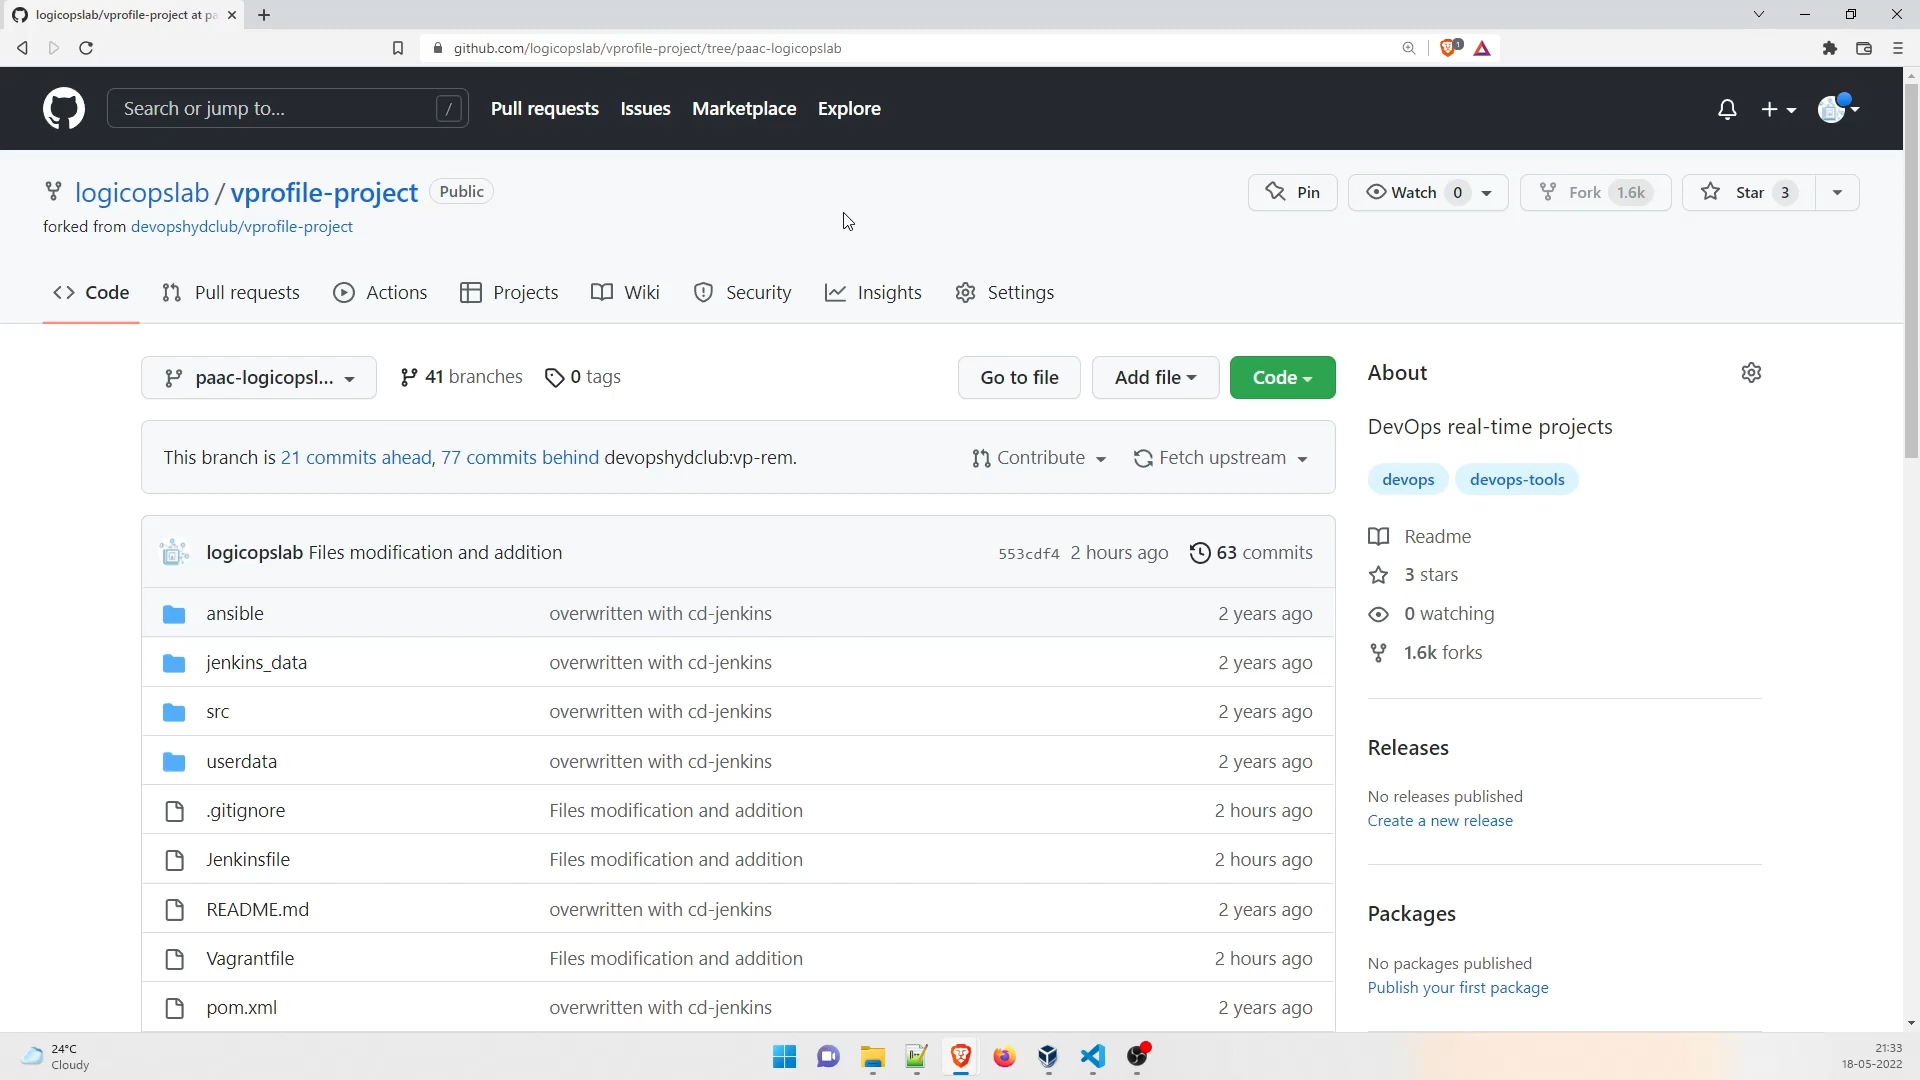 logicopslab/vprofile-project at pa
github.com/logicopslab/vprofile-project/tree/paac-logicopslab
1
Search or jump to...
/
Pull requests
Issues
Marketplace
Explore
logicopslab / vprofile-project
Public
Pin
Watch 0
Fork 1.6k
Star 3
forked from devopshydclub/vprofile-project
Code
Pull requests
Actions
Projects
Wiki
Security
Insights
Settings
paac-logicopsl...
41 branches
0 tags
Go to file
Add file
Code
About
DevOps real-time projects
This branch is 21 commits ahead, 77 commits behind devopshydclub:vp-rem.
Contribute
Fetch upstream
devops
devops-tools
logicopslab Files modification and addition
553cdf4 2 hours ago
63 commits
Readme
3 stars
0 watching
1.6k forks
ansible overwritten with cd-jenkins 2 years ago
jenkins_data overwritten with cd-jenkins 2 years ago
src overwritten with cd-jenkins 2 years ago
userdata overwritten with cd-jenkins 2 years ago
.gitignore Files modification and addition 2 hours ago
Jenkinsfile Files modification and addition 2 hours ago
README.md overwritten with cd-jenkins 2 years ago
Vagrantfile Files modification and addition 2 hours ago
pom.xml overwritten with cd-jenkins 2 years ago
Releases
No releases published
Create a new release
Packages
No packages published
Publish your first package
24°C
Cloudy
21:33
18-05-2022